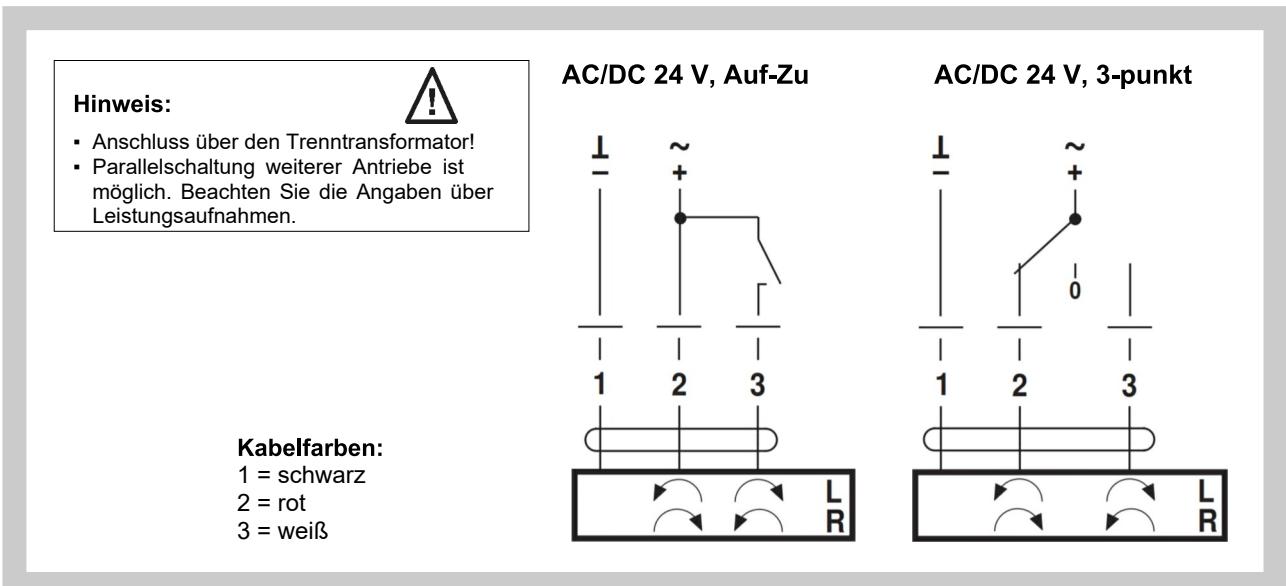 Hinweis:
▪ Anschluss über den Trenntransformator!
▪ Parallelschaltung weiterer Antriebe ist
möglich. Beachten Sie die Angaben über
Leistungsaufnahmen.
Kabelfarben:
1 = schwarz
2 = rot
3 = weiß
AC/DC 24 V, Auf-Zu
⊥ ~
– +
1 2 3
L
R
AC/DC 24 V, 3-punkt
⊥ ~
– +
0
1 2 3
L
R